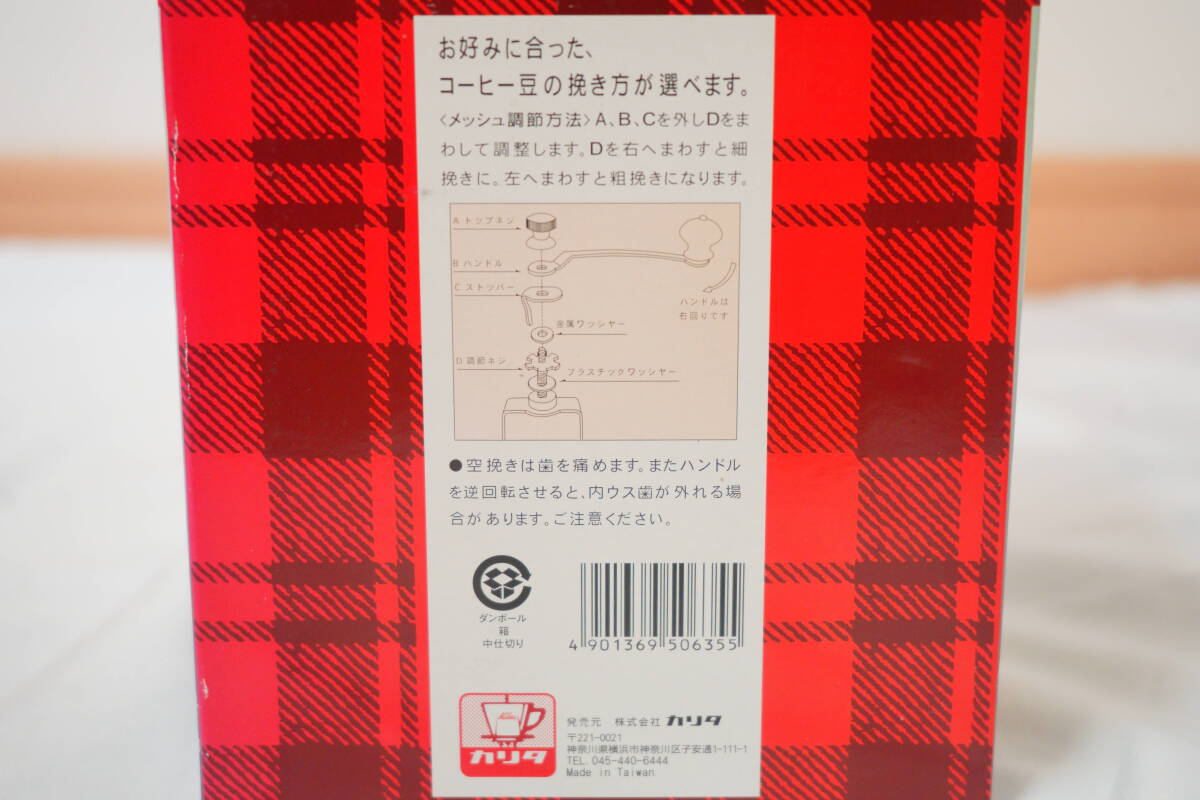 お好みに合った、
コーヒー豆の挽き方が選べます。
〈メッシュ調節方法〉A、B、Cを外しDをま
わして調整します。Dを右へまわすと細
挽きに。左へまわすと粗挽きになります。
Aトップネジ
Bハンドル
Cストッパー
ハンドルは
右回りです
金属ワッシャー
D調節ネジ
プラスチックワッシャー
●空挽きは歯を痛めます。またハンドル
を逆回転させると、内ウス歯が外れる場
合があります。ご注意ください。
ダンボール
箱
中仕切り
4 901369 506355
カリタ
発売元 株式会社 カリタ
〒221-0021
神奈川県横浜市神奈川区子安通1-111-1
TEL. 045-440-6444
Made in Taiwan